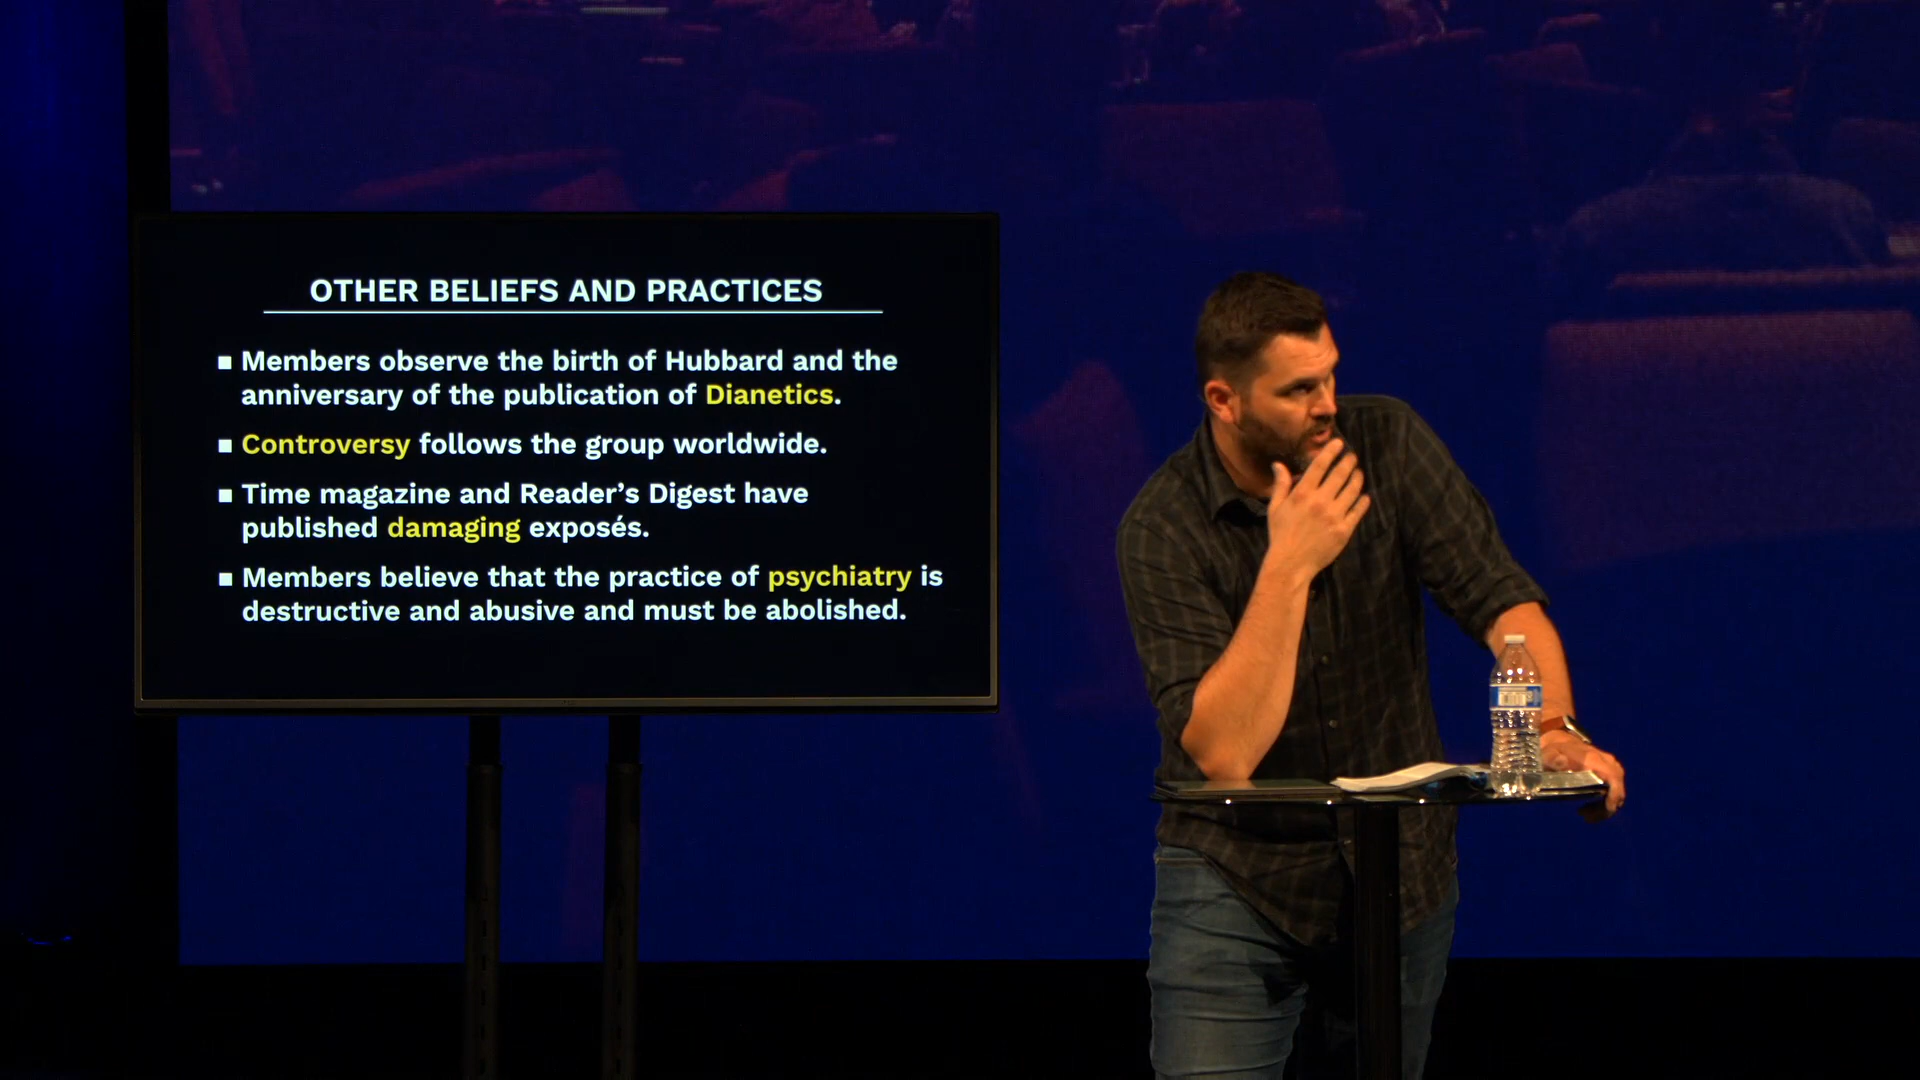 OTHER BELIEFS AND PRACTICES
▪ Members observe the birth of Hubbard and the
anniversary of the publication of Dianetics.
▪ Controversy follows the group worldwide.
▪ Time magazine and Reader’s Digest have
published damaging exposés.
▪ Members believe that the practice of psychiatry is
destructive and abusive and must be abolished.